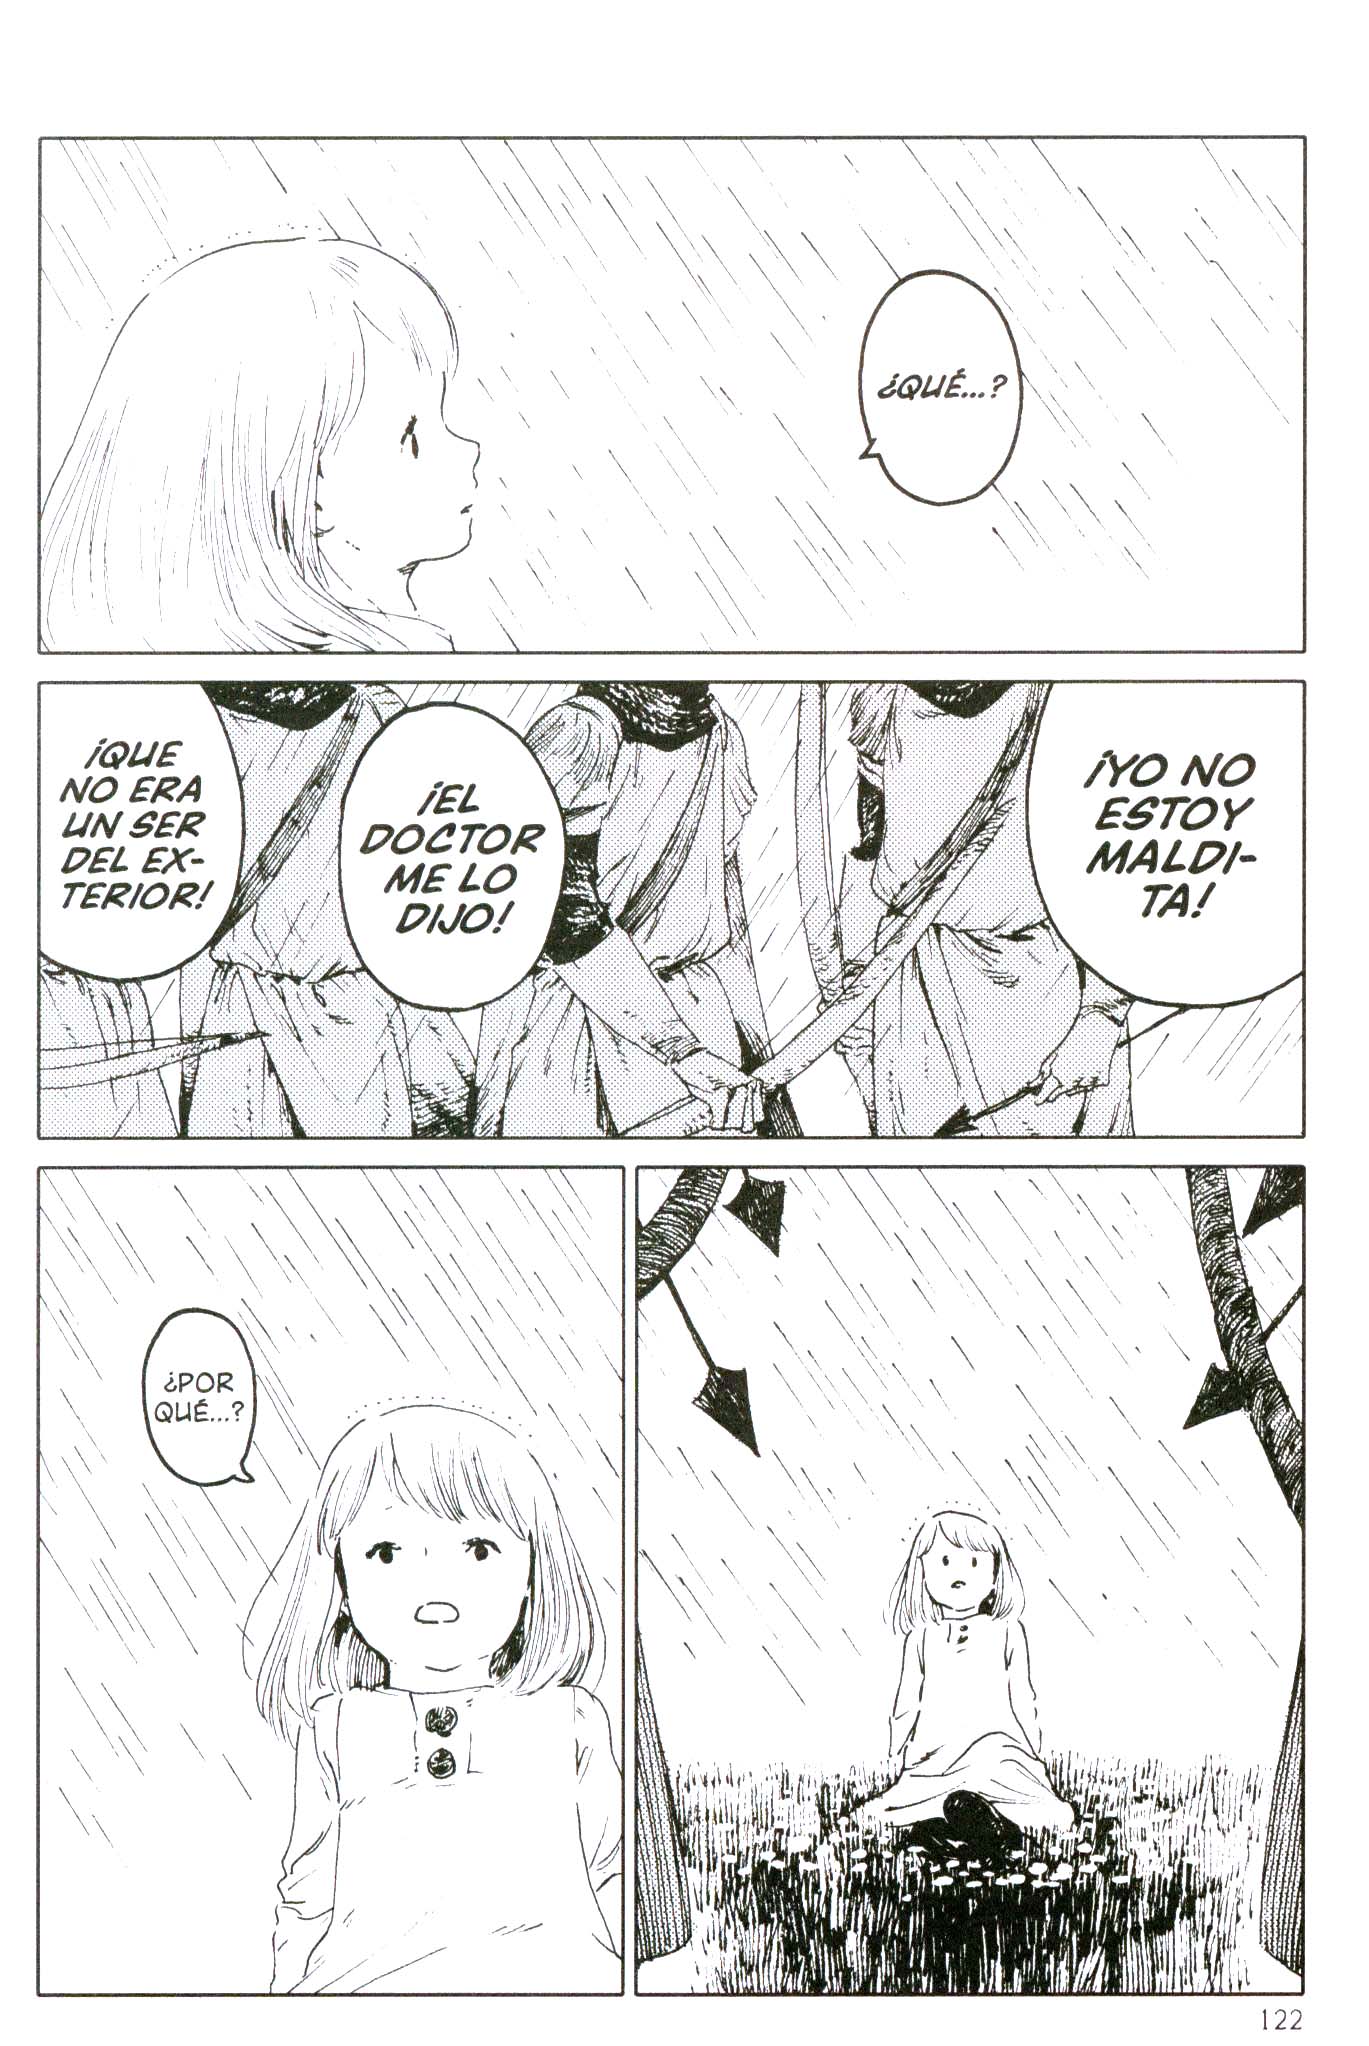 ¿QUÉ...?
¡YO NO
ESTOY
MALDI-
TA!
¡EL
DOCTOR
ME LO
DIJO!
¡QUE
NO ERA
UN SER
DEL EX-
TERIOR!
¿POR
QUÉ...?
122